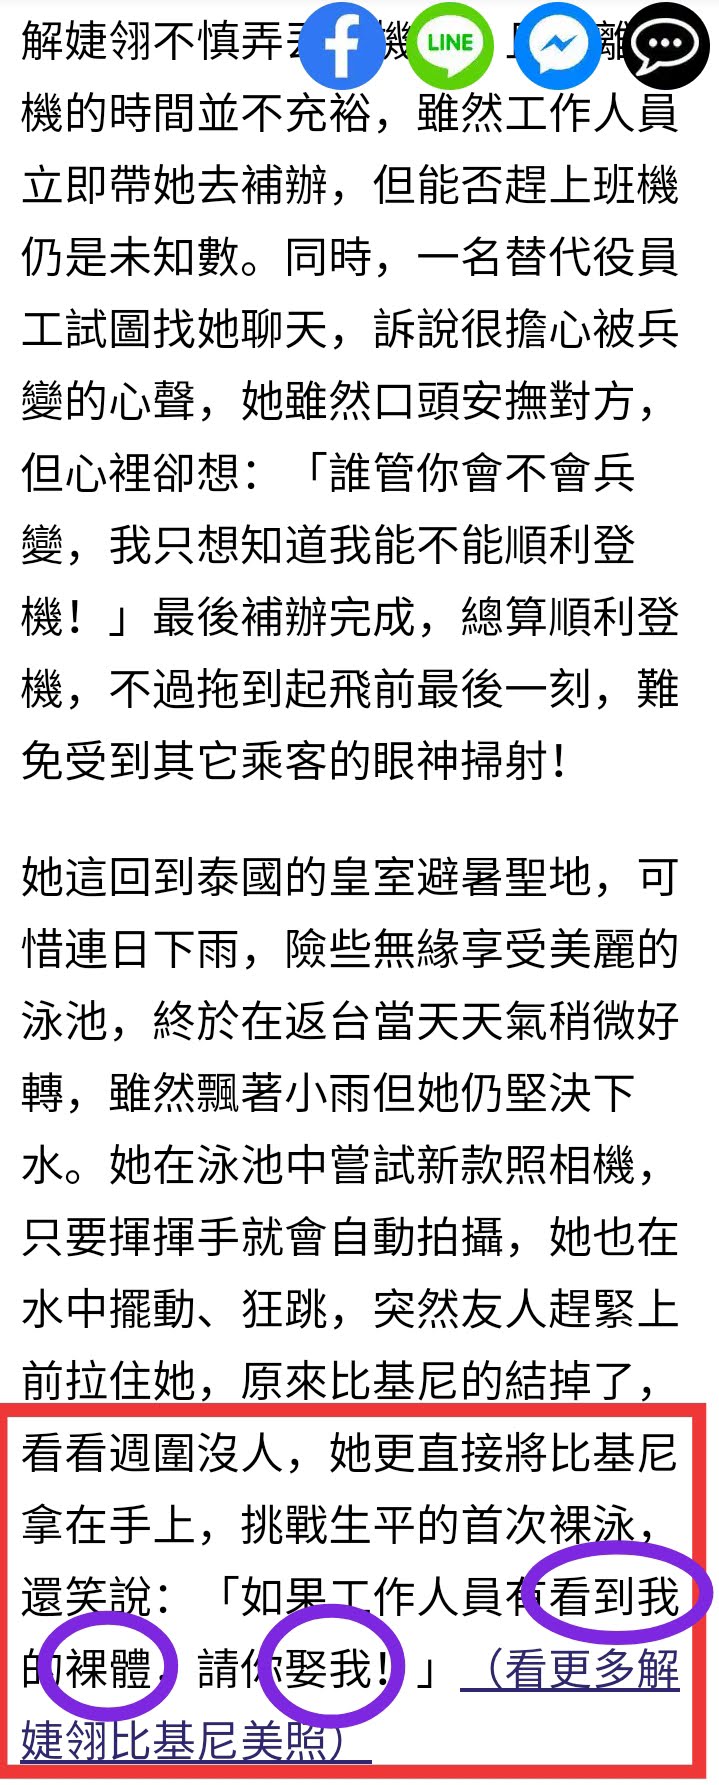 解婕翎不慎弄丟 機 離
LINE
機的時間並不充裕，雖然工作人員
立即帶她去補辦，但能否趕上班機
仍是未知數。同時，一名替代役員
工試圖找她聊天，訴說很擔心被兵
變的心聲，她雖然口頭安撫對方，
但心裡卻想：「誰管你會不會兵
變，我只想知道我能不能順利登
機！」最後補辦完成，總算順利登
機，不過拖到起飛前最後一刻，難
免受到其它乘客的眼神掃射！
她這回到泰國的皇室避暑聖地，可
惜連日下雨，險些無緣享受美麗的
泳池，終於在返台當天天氣稍微好
轉，雖然飄著小雨但她仍堅決下
水。她在泳池中嘗試新款照相機，
只要揮揮手就會自動拍攝，她也在
水中擺動、狂跳，突然友人趕緊上
前拉住她，原來比基尼的結掉了，
看看週圍沒人，她更直接將比基尼
拿在手上，挑戰生平的首次裸泳，
還笑說：「如果工作人員有看到我
的裸體，請你娶我！」（看更多解
婕翎比基尼美照）